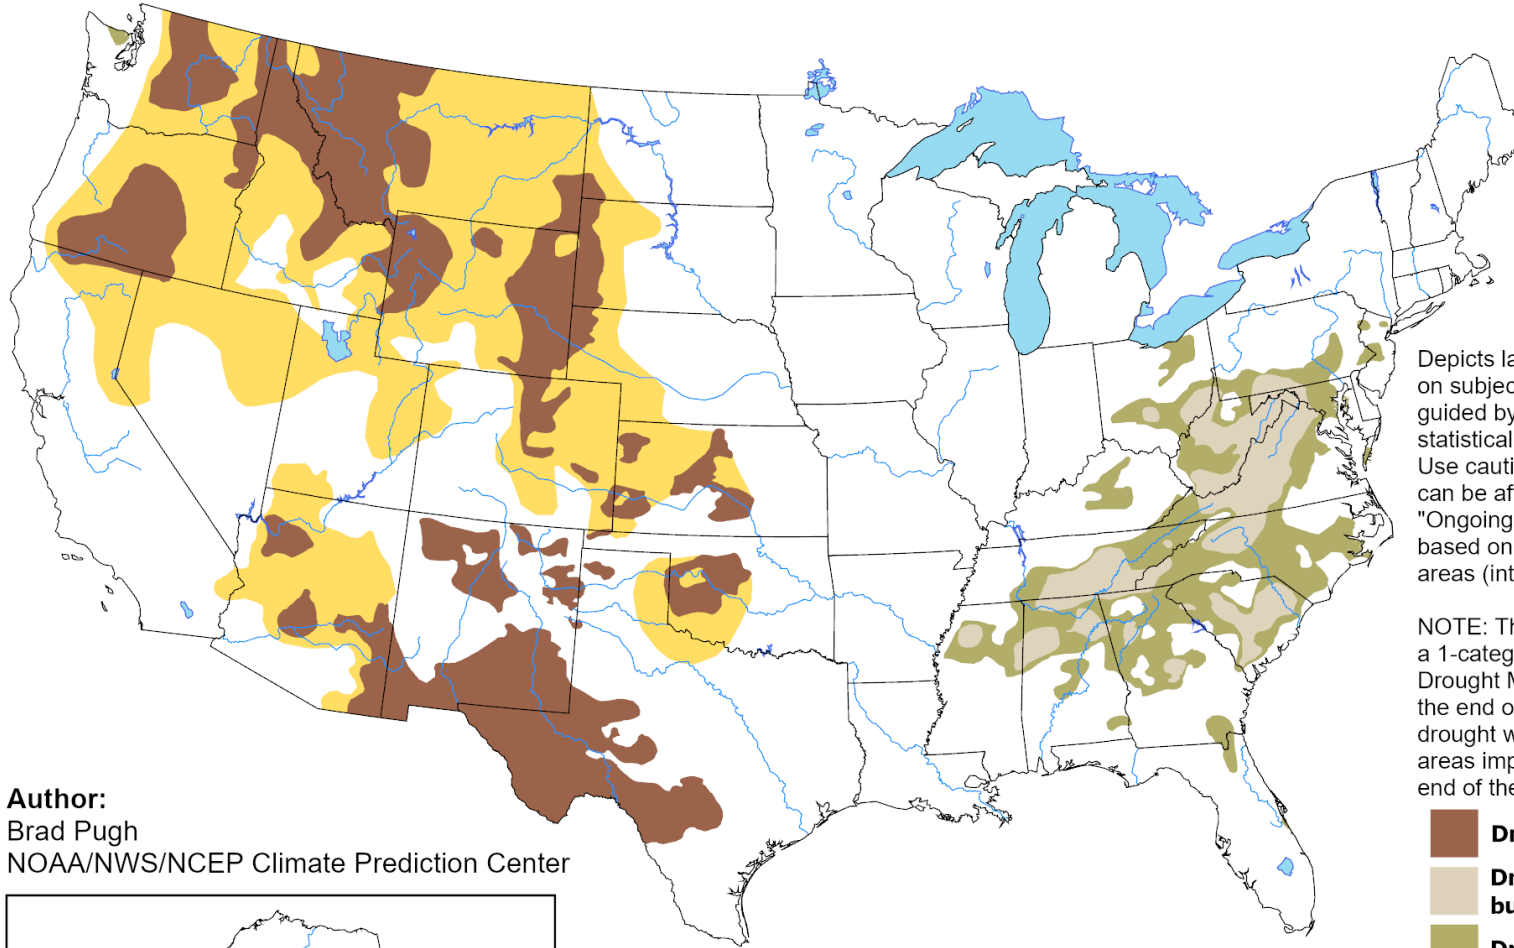 Author:
Brad Pugh
NOAA/NWS/NCEP Climate Prediction Center
Depicts la
on subjec
guided by
statistical
Use cauti
can be af
"Ongoing
based on
areas (int
NOTE: Th
a 1-categ
Drought M
the end o
drought w
areas imp
end of the
Dr
Dr
bu